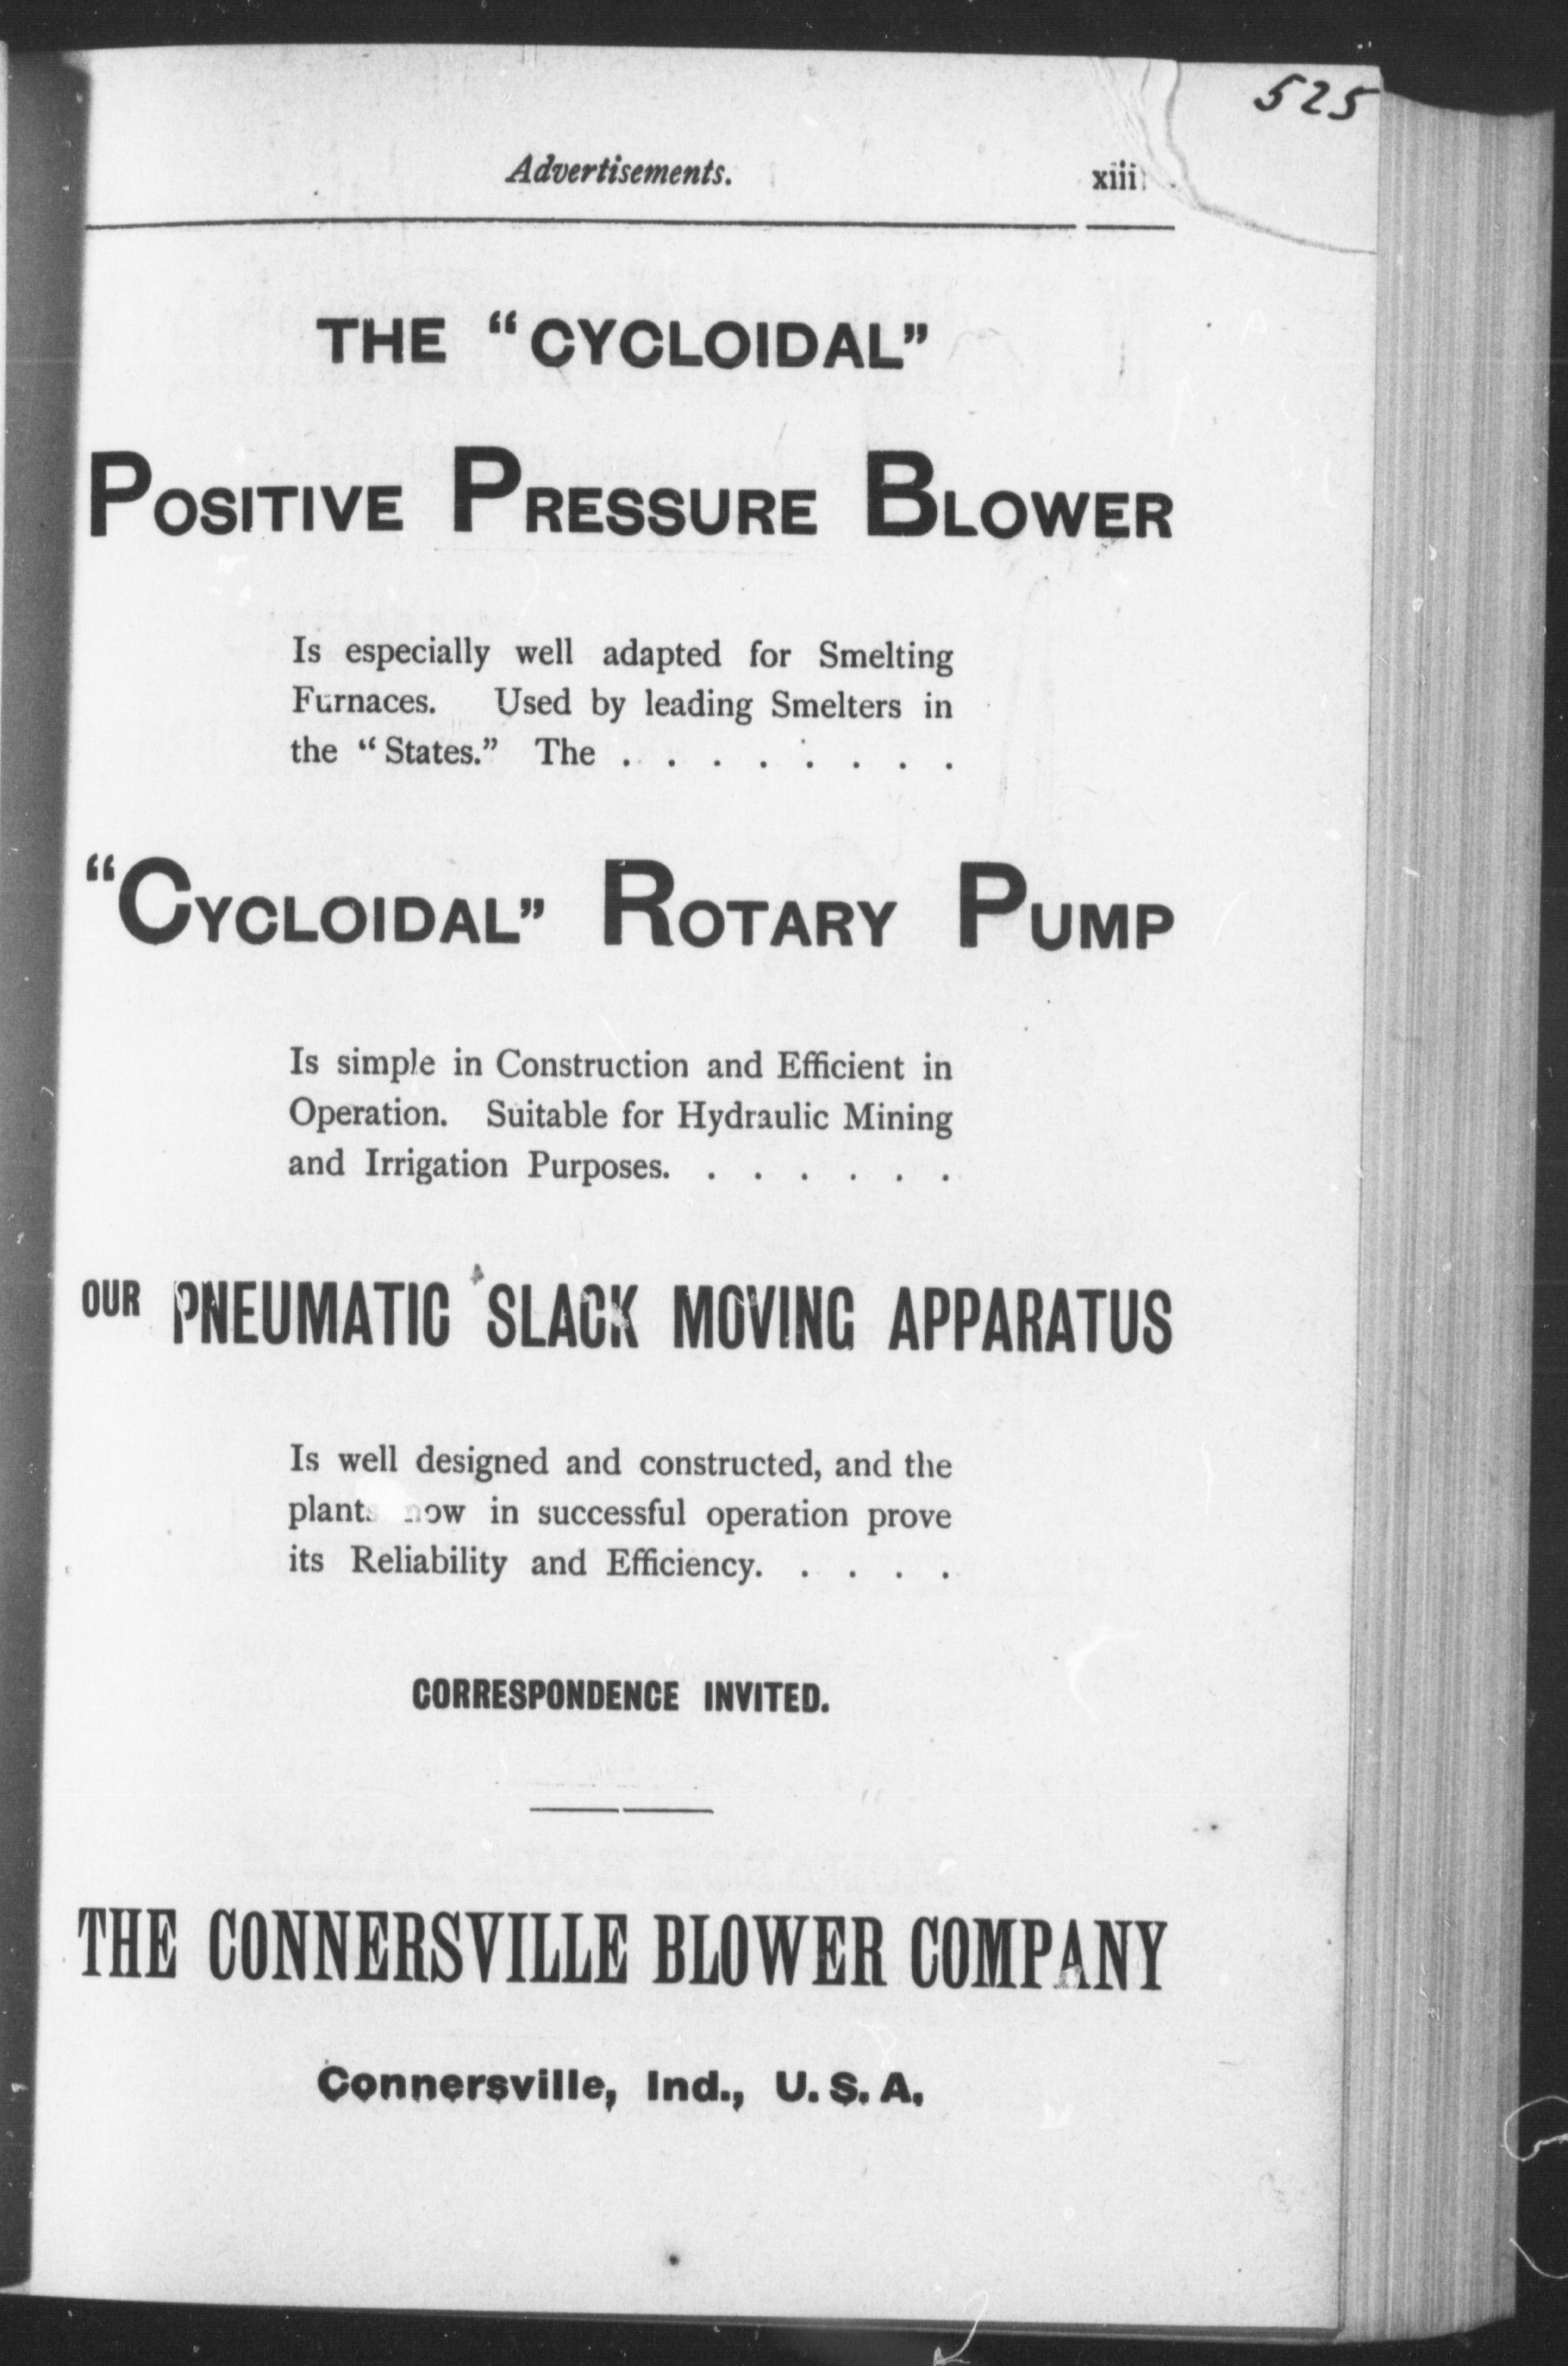 525
Advertisements. xiii
THE “CYCLOIDAL”
POSITIVE PRESSURE BLOWER
Is especially well adapted for Smelting
Furnaces. Used by leading Smelters in
the “States.” The . . . . . . . .
“CYCLOIDAL” ROTARY PUMP
Is simple in Construction and Efficient in
Operation. Suitable for Hydraulic Mining
and Irrigation Purposes. . . . . . .
OUR PNEUMATIC SLACK MOVING APPARATUS
Is well designed and constructed, and the
plants now in successful operation prove
its Reliability and Efficiency. . . . .
CORRESPONDENCE INVITED.
THE CONNERSVILLE BLOWER COMPANY
Connersville, Ind., U. S. A.